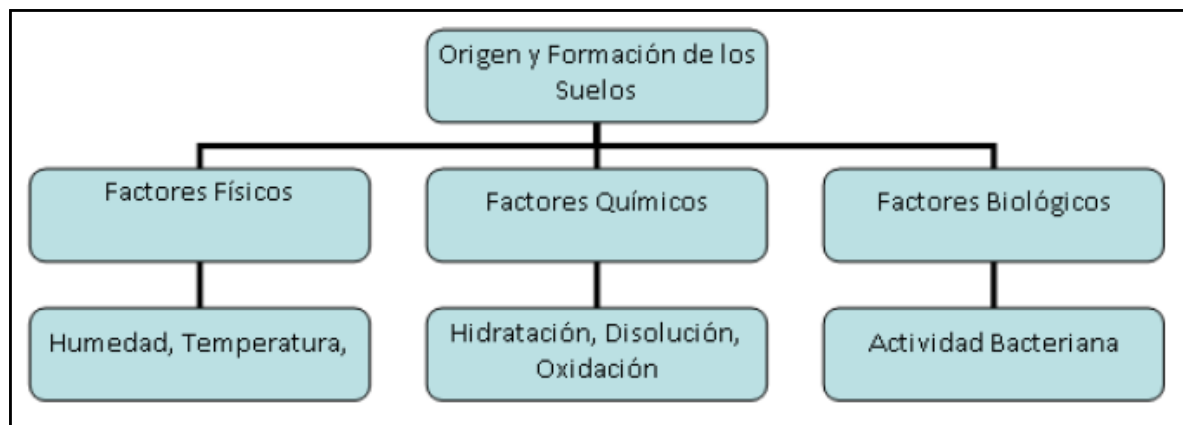 Origen y Formación de los
Suelos
Factores Físicos
Factores Químicos
Factores Biológicos
Humedad, Temperatura,
Hidratación, Disolución,
Oxidación
Actividad Bacteriana